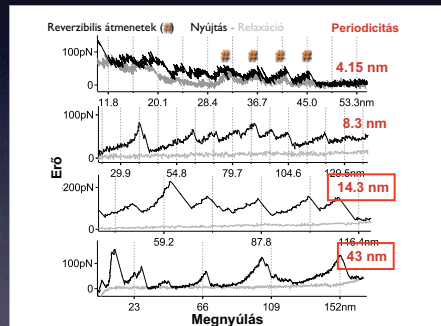 Reverzibilis átmenetek (#) Nyújtás - Relaxáció Periodicitás
# # # #
100pN
4.15 nm
0
11.8 20.1 28.4 36.7 45.0 53.3nm
100pN
8.3 nm
0
29.9 54.8 79.7 104.6 129.5nm
Erő
200pN
14.3 nm
0
59.2 87.8 116.4nm
100pN
43 nm
0
23 66 109 152nm
Megnyúlás